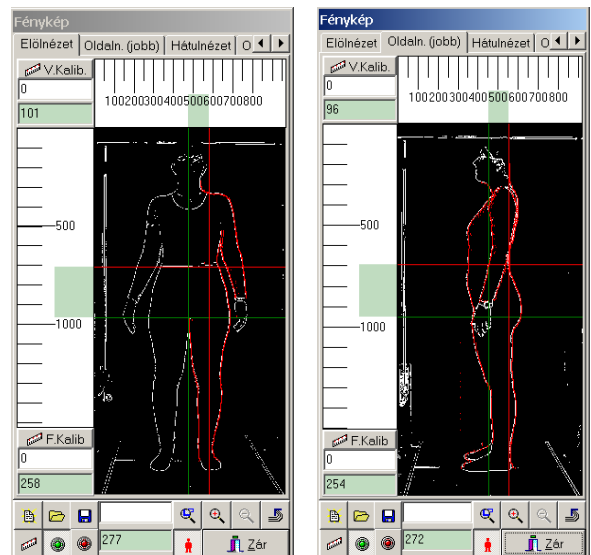 Fénykép
Elölnézet Oldaln. (jobb) Hátulnézet O
V.Kalib.
0
101
100200300400500600700800
500
1000
F.Kalib
0
258
277
Zár
Fénykép
Elölnézet Oldaln. (jobb) Hátulnézet O
V.Kalib.
0
96
100200300400500600700800
500
1000
F.Kalib
0
254
272
Zár